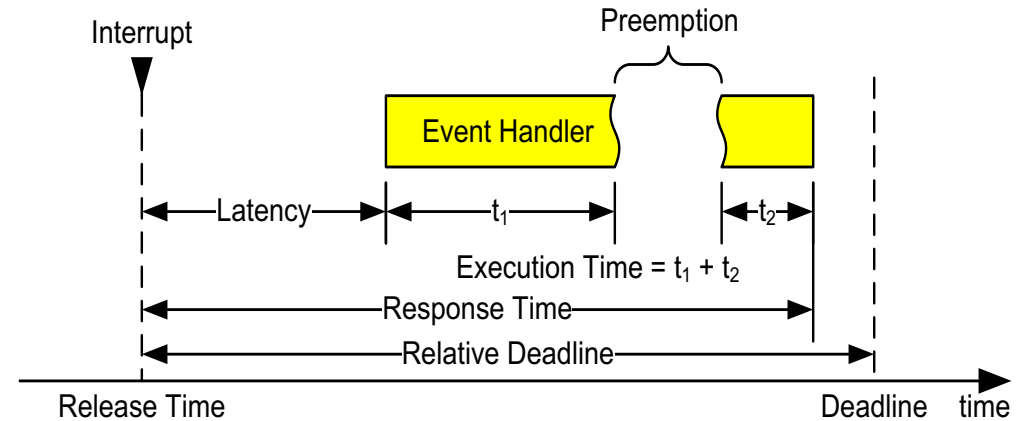 Preemption
Interrupt
Event Handler
Latency
t₁
t₂
Execution Time = t₁ + t₂
Response Time
Relative Deadline
Release Time
Deadline
time